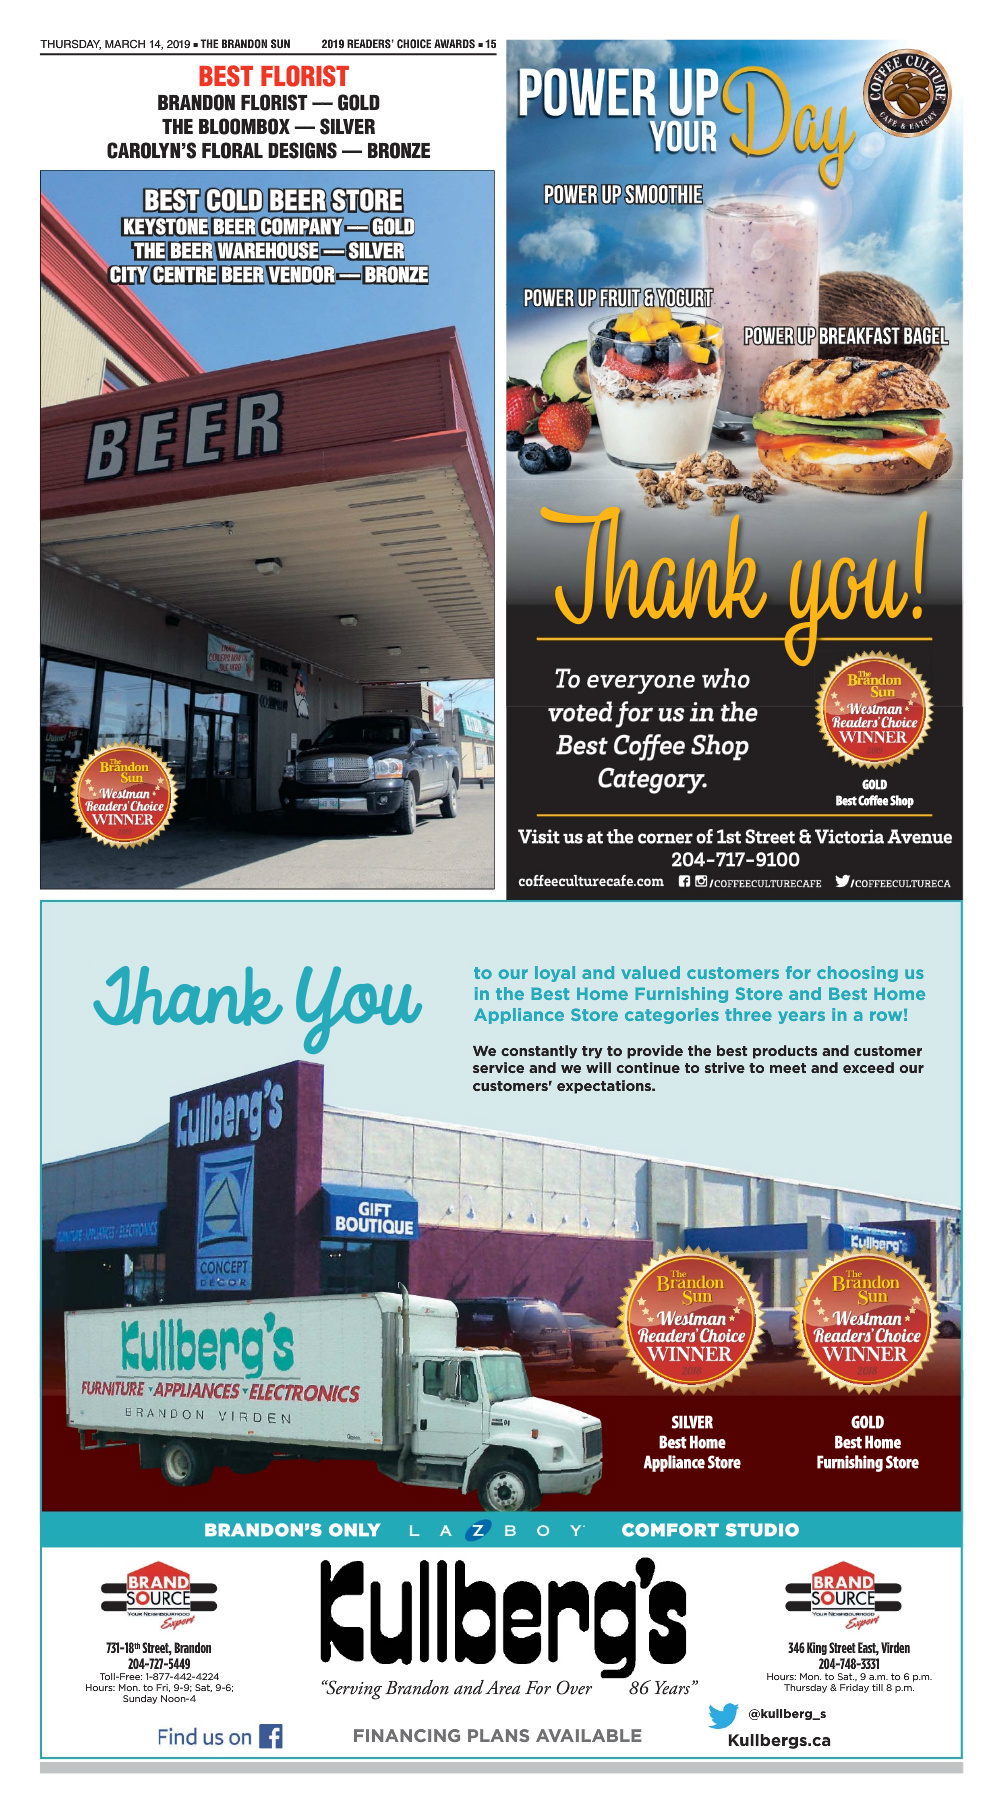 THURSDAY, MARCH 14, 2019 ▪ THE BRANDON SUN 2019 READERS' CHOICE AWARDS ▪ 15
BEST FLORIST
BRANDON FLORIST — GOLD
THE BLOOMBOX — SILVER
CAROLYN'S FLORAL DESIGNS — BRONZE
BEST COLD BEER STORE
KEYSTONE BEER COMPANY — GOLD
THE BEER WAREHOUSE — SILVER
CITY CENTRE BEER VENDOR — BRONZE
BEER
The
Brandon
Sun
Westman
Readers' Choice
WINNER
POWER UP
YOUR
Day
COFFEE CULTURE
CAFÉ & EATERY
POWER UP SMOOTHIE
POWER UP FRUIT & YOGURT
POWER UP BREAKFAST BAGEL
Thank you!
To everyone who
voted for us in the
Best Coffee Shop
Category.
The
Brandon
Sun
Westman
Readers' Choice
WINNER
GOLD
Best Coffee Shop
Visit us at the corner of 1st Street & Victoria Avenue
204-717-9100
coffeeculturecafe.com /COFFEECULTURECAFE /COFFEECULTURECA
Thank You
to our loyal and valued customers for choosing us
in the Best Home Furnishing Store and Best Home
Appliance Store categories three years in a row!
We constantly try to provide the best products and customer
service and we will continue to strive to meet and exceed our
customers' expectations.
Kullberg's
GIFT
BOUTIQUE
FURNITURE · APPLIANCES · ELECTRONICS
CONCEPT
DECOR
Kullberg's
Kullberg's
FURNITURE · APPLIANCES · ELECTRONICS
BRANDON VIRDEN
The
Brandon
Sun
Westman
Readers' Choice
WINNER
2018
SILVER
Best Home
Appliance Store
The
Brandon
Sun
Westman
Readers' Choice
WINNER
2018
GOLD
Best Home
Furnishing Store
BRANDON'S ONLY LAZBOY COMFORT STUDIO
BRAND
SOURCE
YOUR NEIGHBOURHOOD
Expert
731-18th Street, Brandon
204-727-5449
Toll-Free: 1-877-442-4224
Hours: Mon. to Fri, 9-9; Sat, 9-6;
Sunday Noon-4
Find us on f
Kullberg's
"Serving Brandon and Area For Over 86 Years"
FINANCING PLANS AVAILABLE
BRAND
SOURCE
YOUR NEIGHBOURHOOD
Expert
346 King Street East, Virden
204-748-3331
Hours: Mon. to Sat., 9 a.m. to 6 p.m.
Thursday & Friday till 8 p.m.
@kullberg_s
Kullbergs.ca